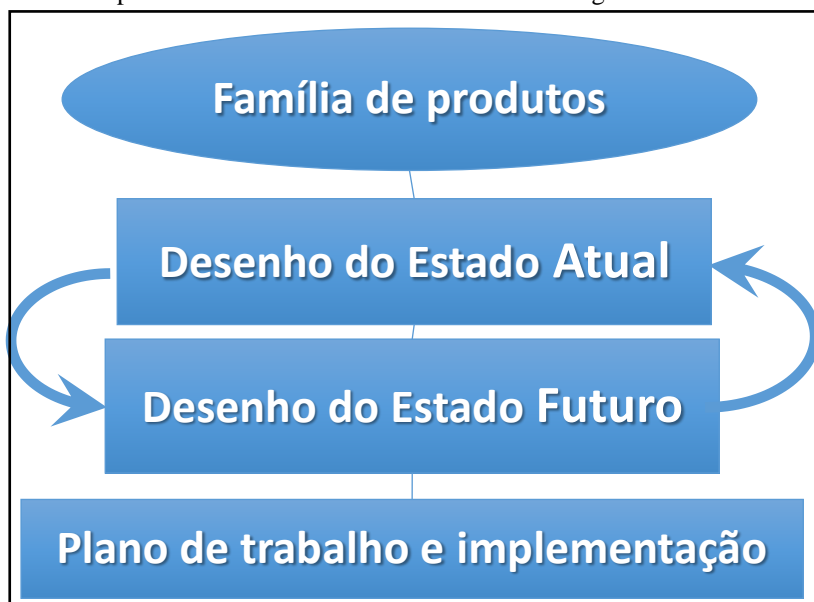 Família de produtos
Desenho do Estado Atual
Desenho do Estado Futuro
Plano de trabalho e implementação